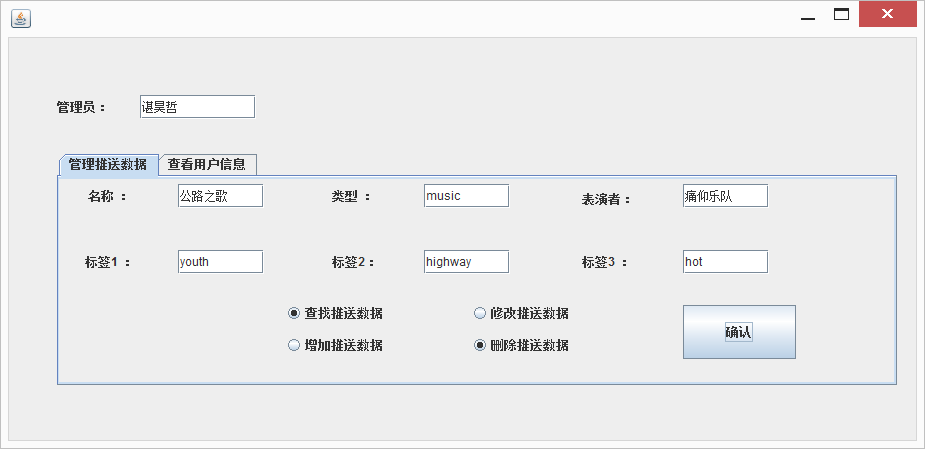 管理员： 谌昊哲
管理推送数据 查看用户信息
名称 ： 公路之歌 类型 ： music 表演者： 痛仰乐队
标签1 ： youth 标签2： highway 标签3 ： hot
查找推送数据 修改推送数据
确认
增加推送数据 删除推送数据